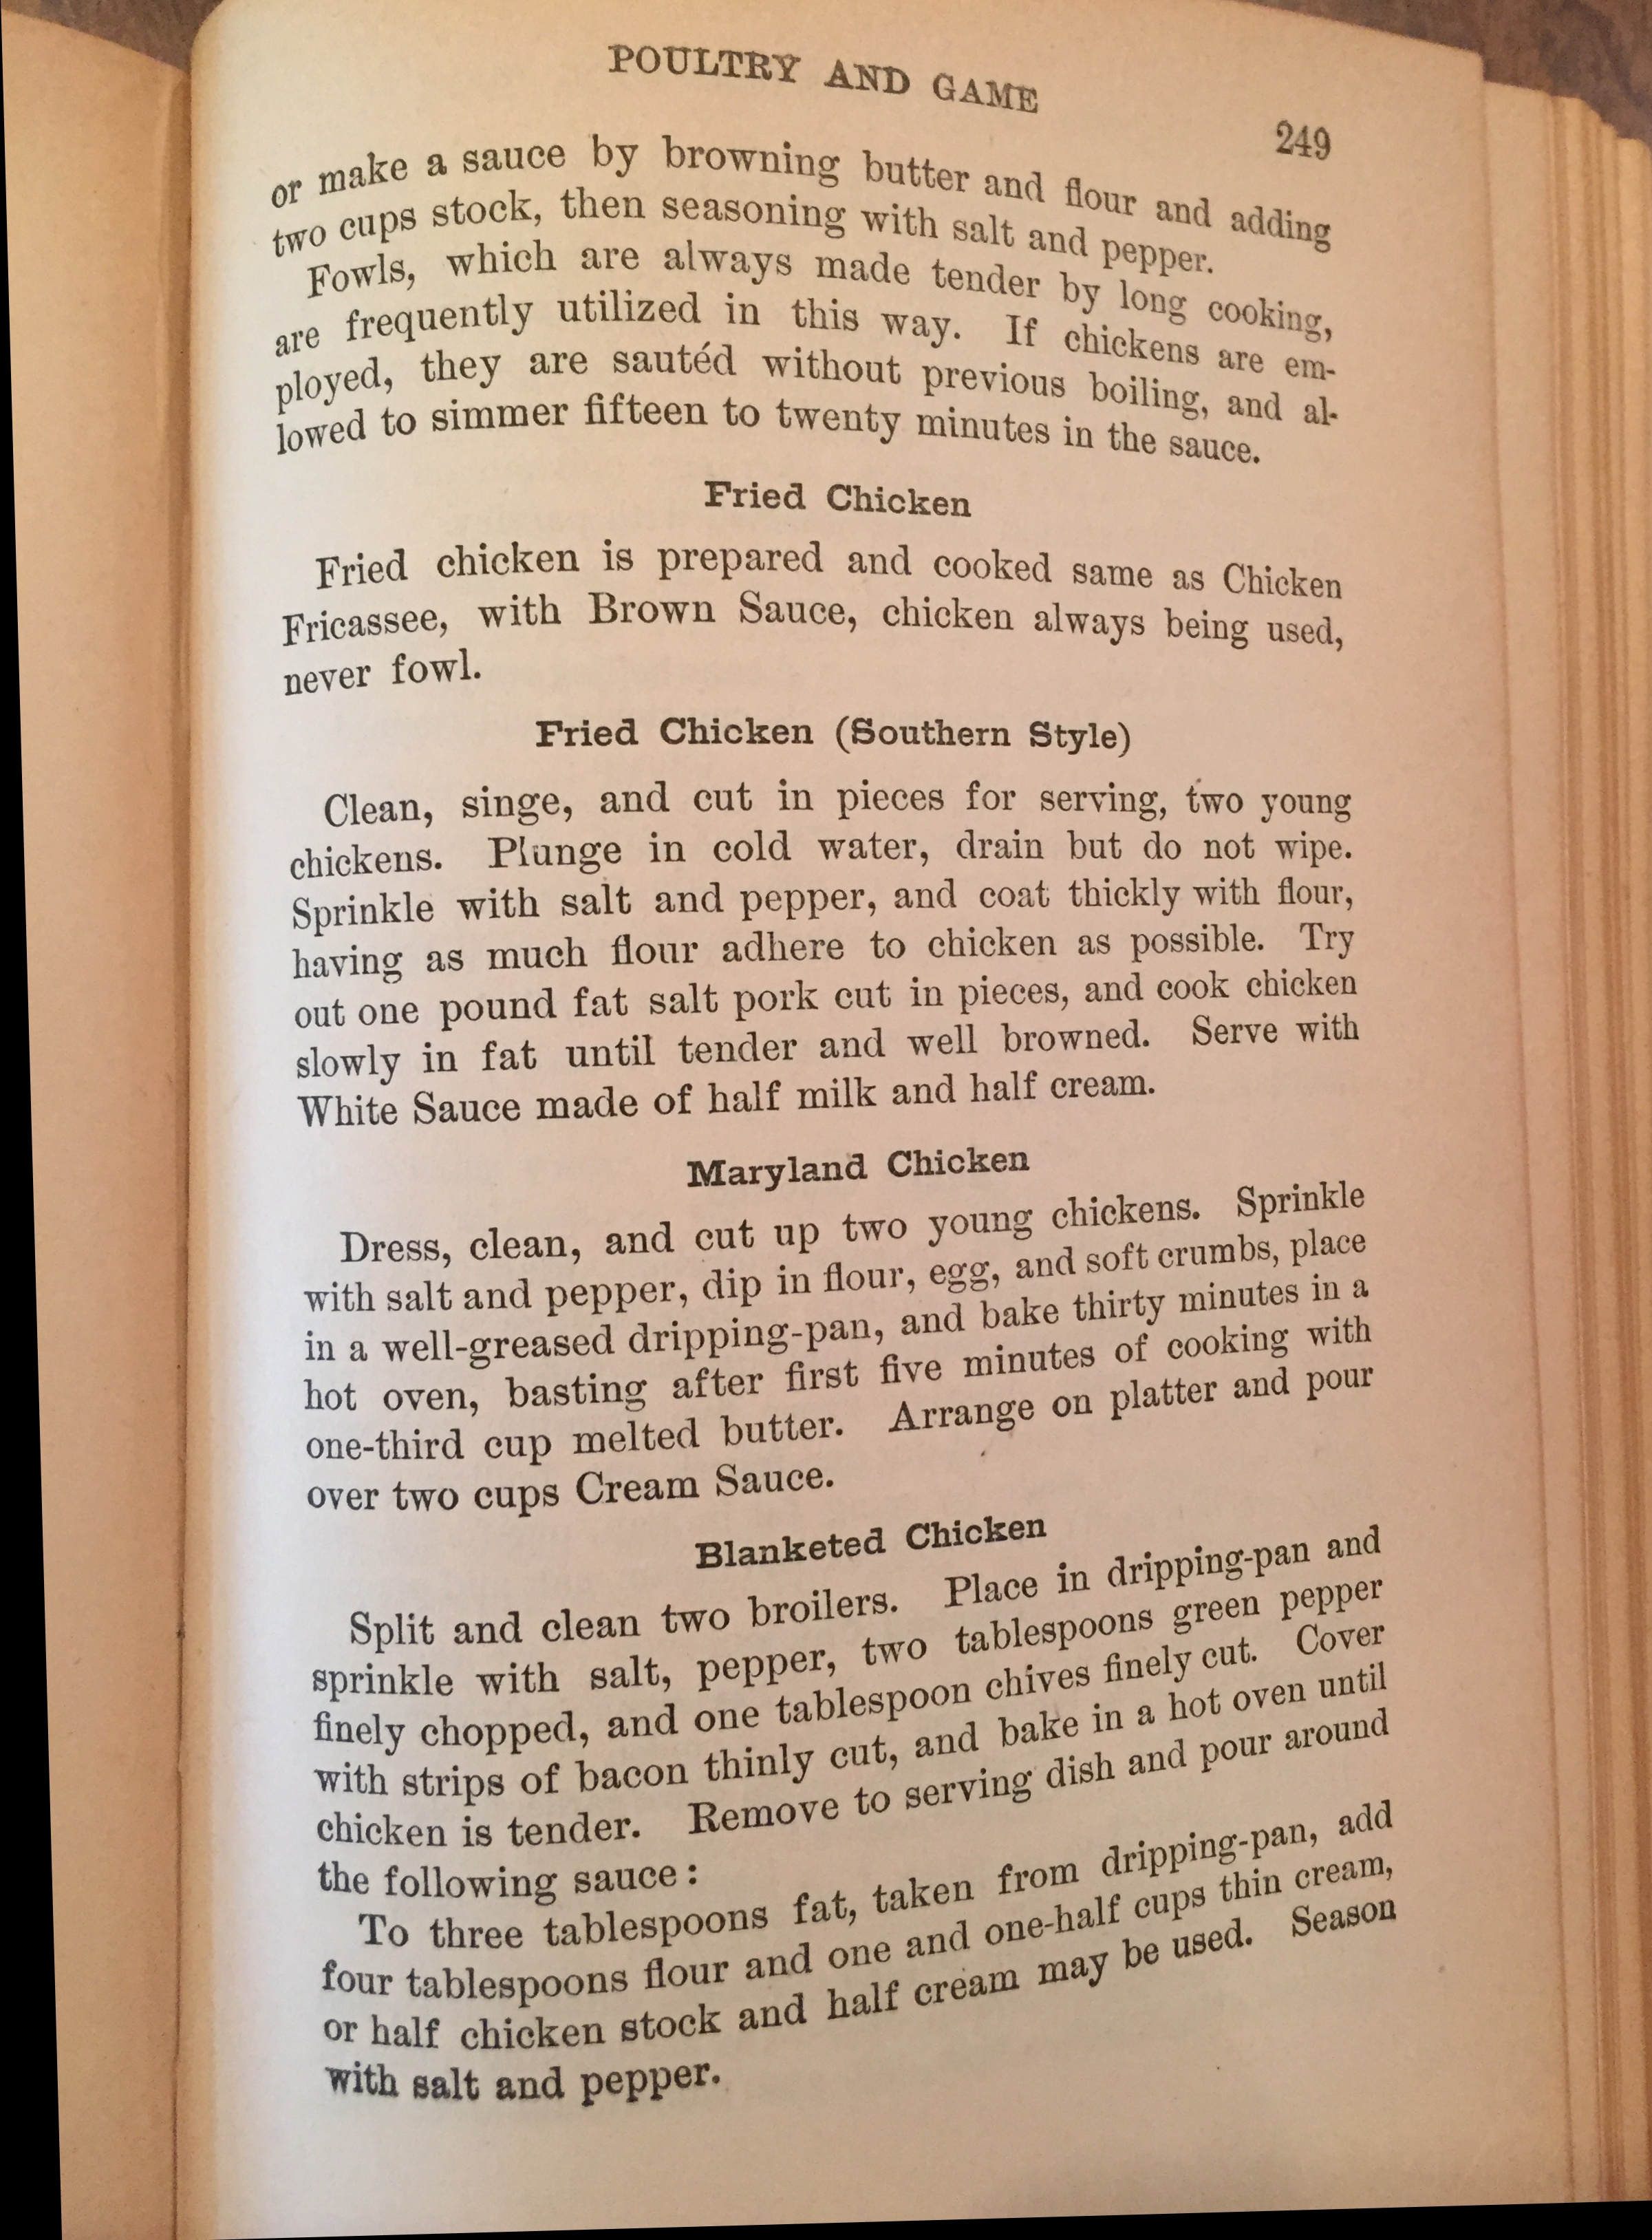 POULTRY AND GAME
249
or make a sauce by browning butter and flour and adding
two cups stock, then seasoning with salt and pepper.
Fowls, which are always made tender by long cooking,
are frequently utilized in this way. If chickens are em-
ployed, they are sautéd without previous boiling, and al-
lowed to simmer fifteen to twenty minutes in the sauce.
Fried Chicken
Fried chicken is prepared and cooked same as Chicken
Fricassee, with Brown Sauce, chicken always being used,
never fowl.
Fried Chicken (Southern Style)
Clean, singe, and cut in pieces for serving, two young
chickens. Plunge in cold water, drain but do not wipe.
Sprinkle with salt and pepper, and coat thickly with flour,
having as much flour adhere to chicken as possible. Try
out one pound fat salt pork cut in pieces, and cook chicken
slowly in fat until tender and well browned. Serve with
White Sauce made of half milk and half cream.
Maryland Chicken
Dress, clean, and cut up two young chickens. Sprinkle
with salt and pepper, dip in flour, egg, and soft crumbs, place
in a well-greased dripping-pan, and bake thirty minutes in a
hot oven, basting after first five minutes of cooking with
one-third cup melted butter. Arrange on platter and pour
over two cups Cream Sauce.
Blanketed Chicken
Split and clean two broilers. Place in dripping-pan and
sprinkle with salt, pepper, two tablespoons green pepper
finely chopped, and one tablespoon chives finely cut. Cover
with strips of bacon thinly cut, and bake in a hot oven until
chicken is tender. Remove to serving dish and pour around
the following sauce:
To three tablespoons fat, taken from dripping-pan, add
four tablespoons flour and one and one-half cups thin cream,
or half chicken stock and half cream may be used. Season
with salt and pepper.